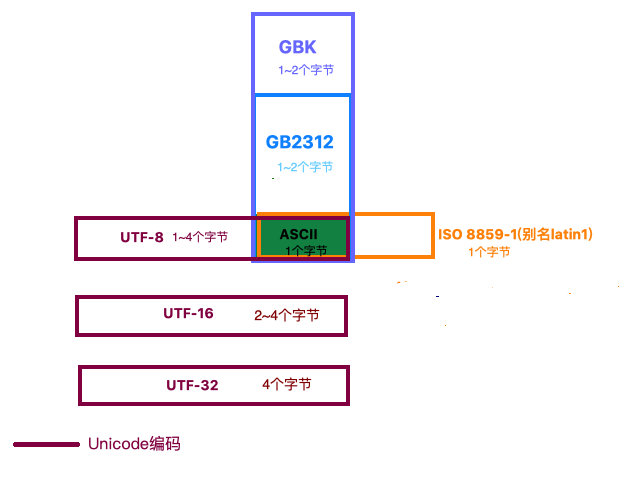 GBK
1~2个字节
GB2312
1~2个字节
UTF-8 1~4个字节
ASCII
1个字节
ISO 8859-1(别名latin1)
1个字节
UTF-16 2~4个字节
UTF-32 4个字节
Unicode编码